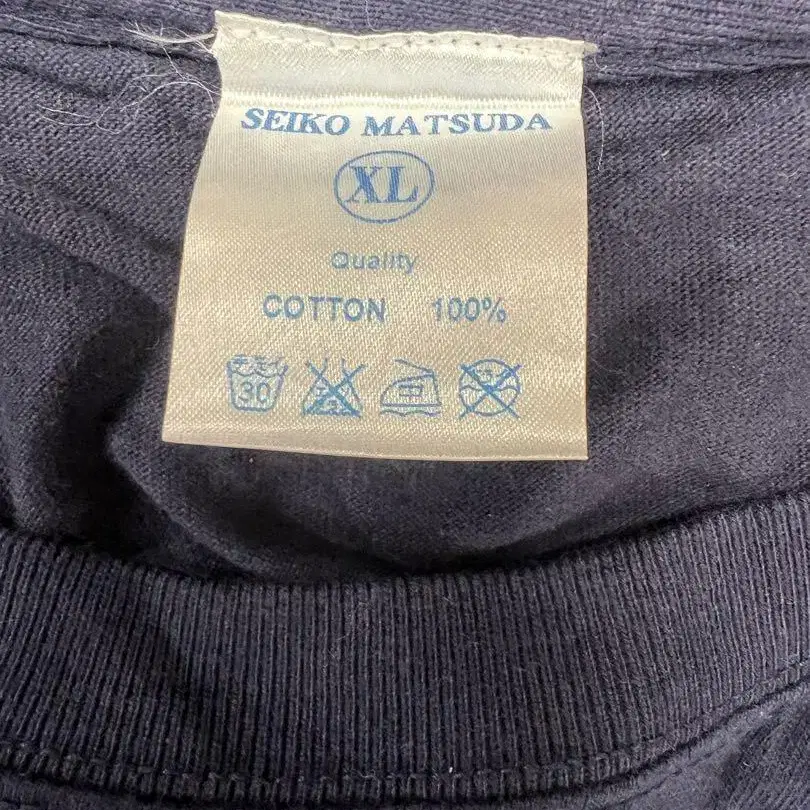 SEIKO MATSUDA
XL
Quality
COTTON 100%
30